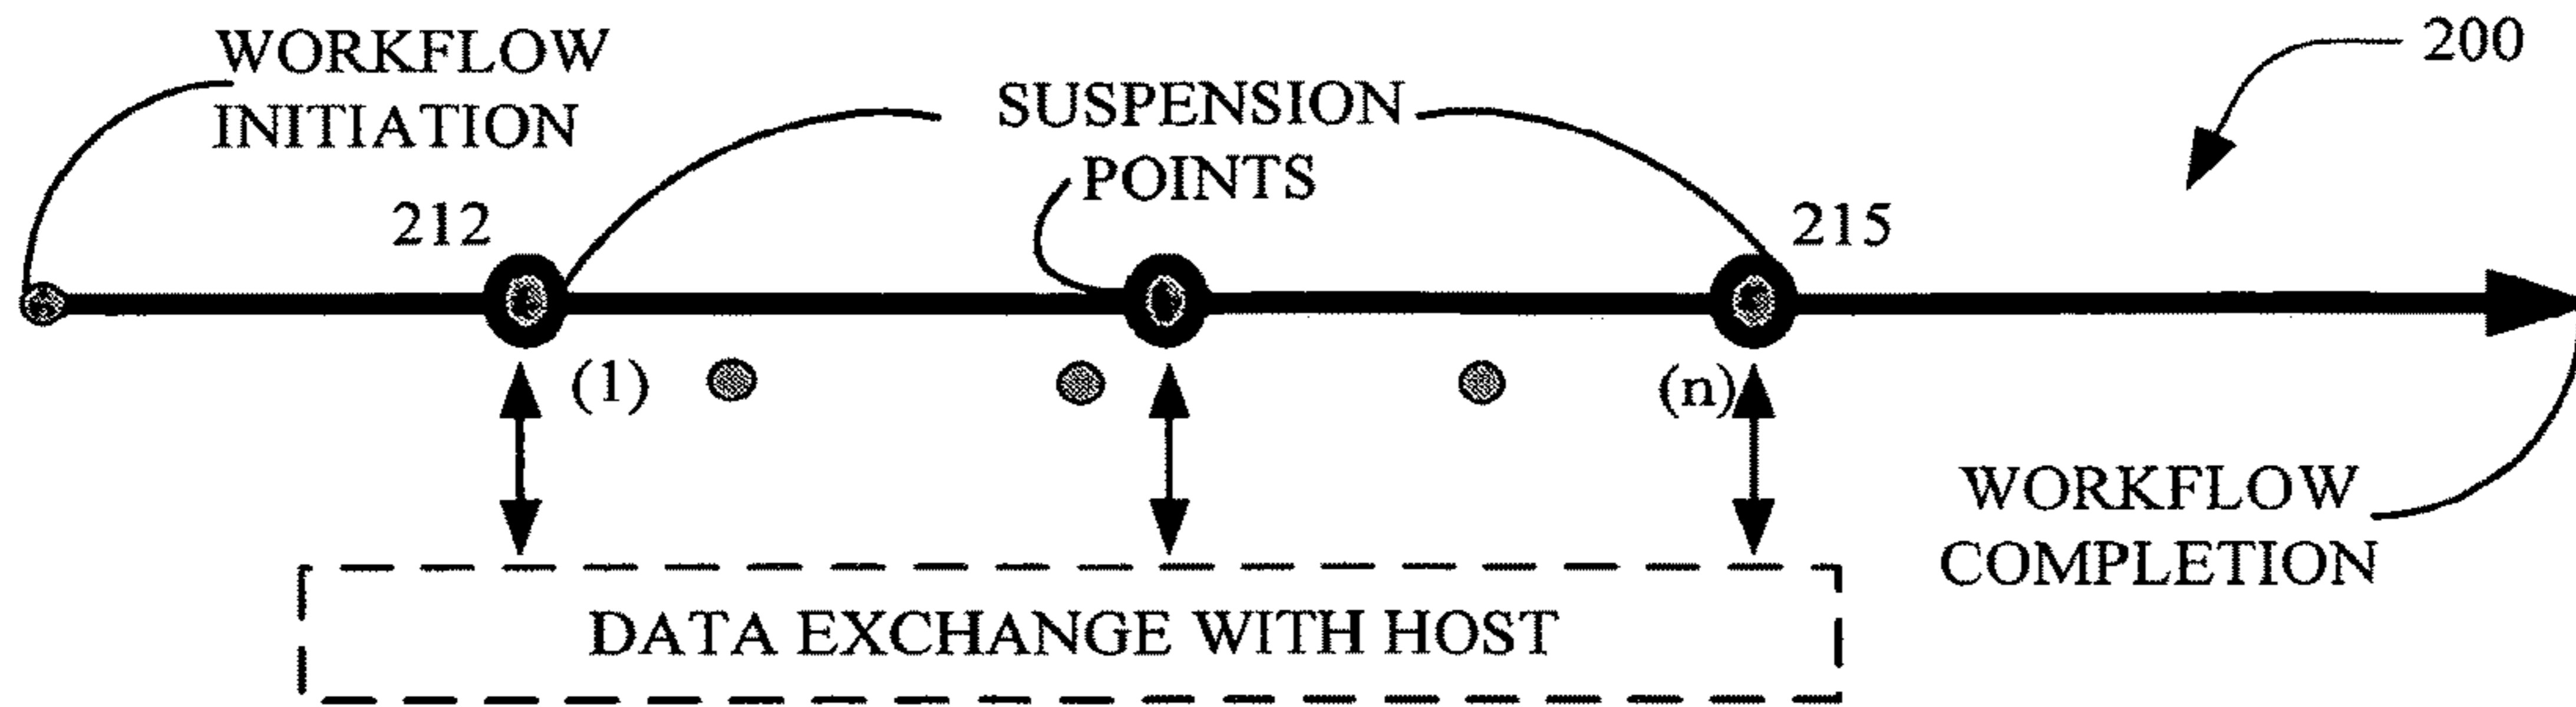 WORKFLOW
INITIATION
SUSPENSION
POINTS
200
212
215
(1)
(n)
WORKFLOW
COMPLETION
DATA EXCHANGE WITH HOST